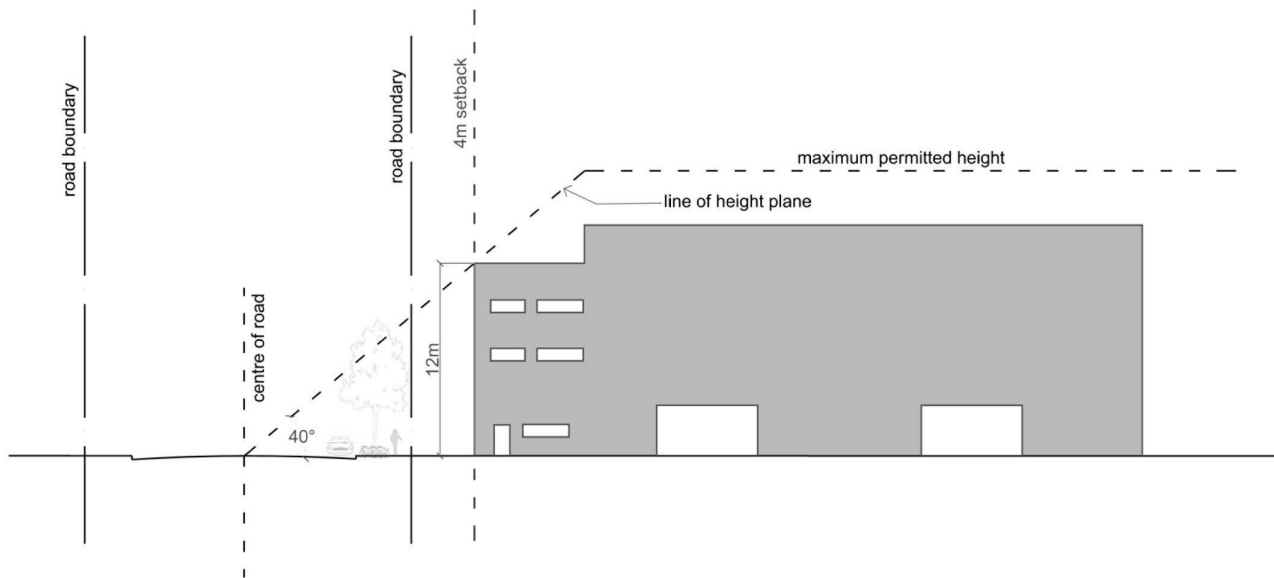 road boundary
road boundary
4m setback
maximum permitted height
line of height plane
centre of road
12m
40°